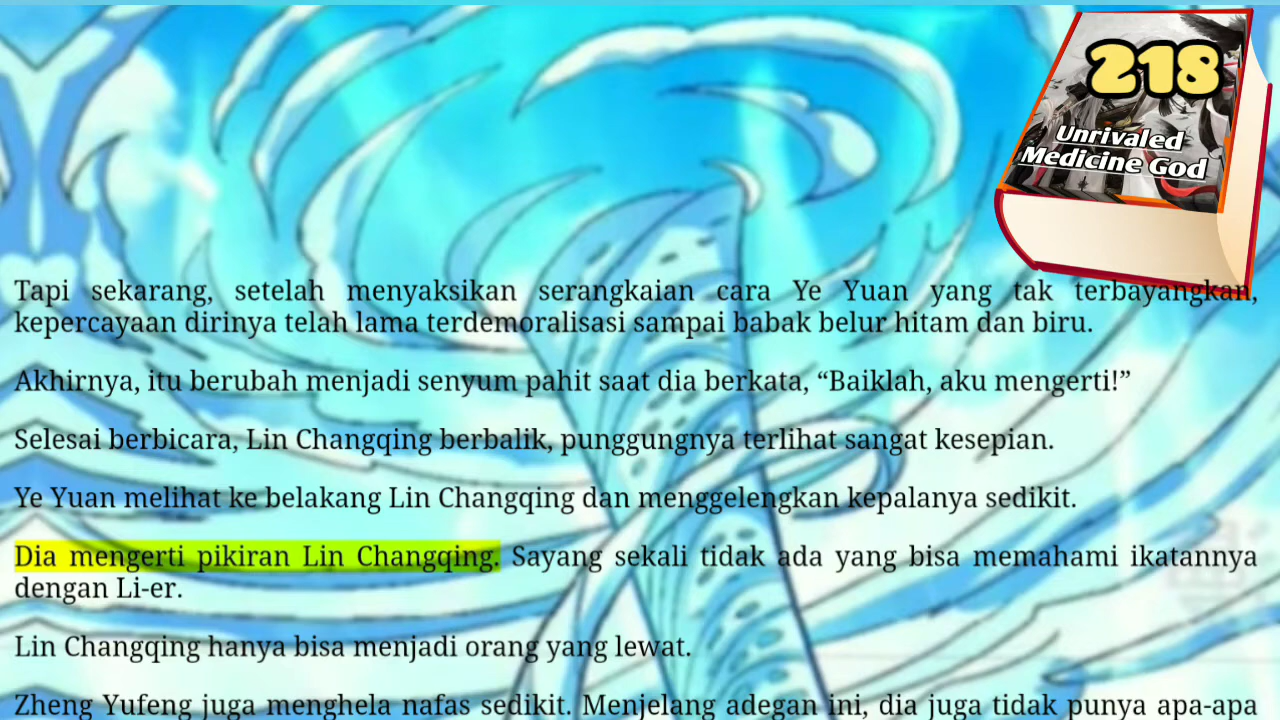 218
Unrivaled
Medicine God
Tapi sekarang, setelah menyaksikan serangkaian cara Ye Yuan yang tak terbayangkan,
kepercayaan dirinya telah lama terdemoralisasi sampai babak belur hitam dan biru.
Akhirnya, itu berubah menjadi senyum pahit saat dia berkata, “Baiklah, aku mengerti!”
Selesai berbicara, Lin Changqing berbalik, punggungnya terlihat sangat kesepian.
Ye Yuan melihat ke belakang Lin Changqing dan menggelengkan kepalanya sedikit.
Dia mengerti pikiran Lin Changqing. Sayang sekali tidak ada yang bisa memahami ikatannya
dengan Li-er.
Lin Changqing hanya bisa menjadi orang yang lewat.
Zheng Yufeng juga menghela nafas sedikit. Menjelang adegan ini, dia juga tidak punya apa-apa